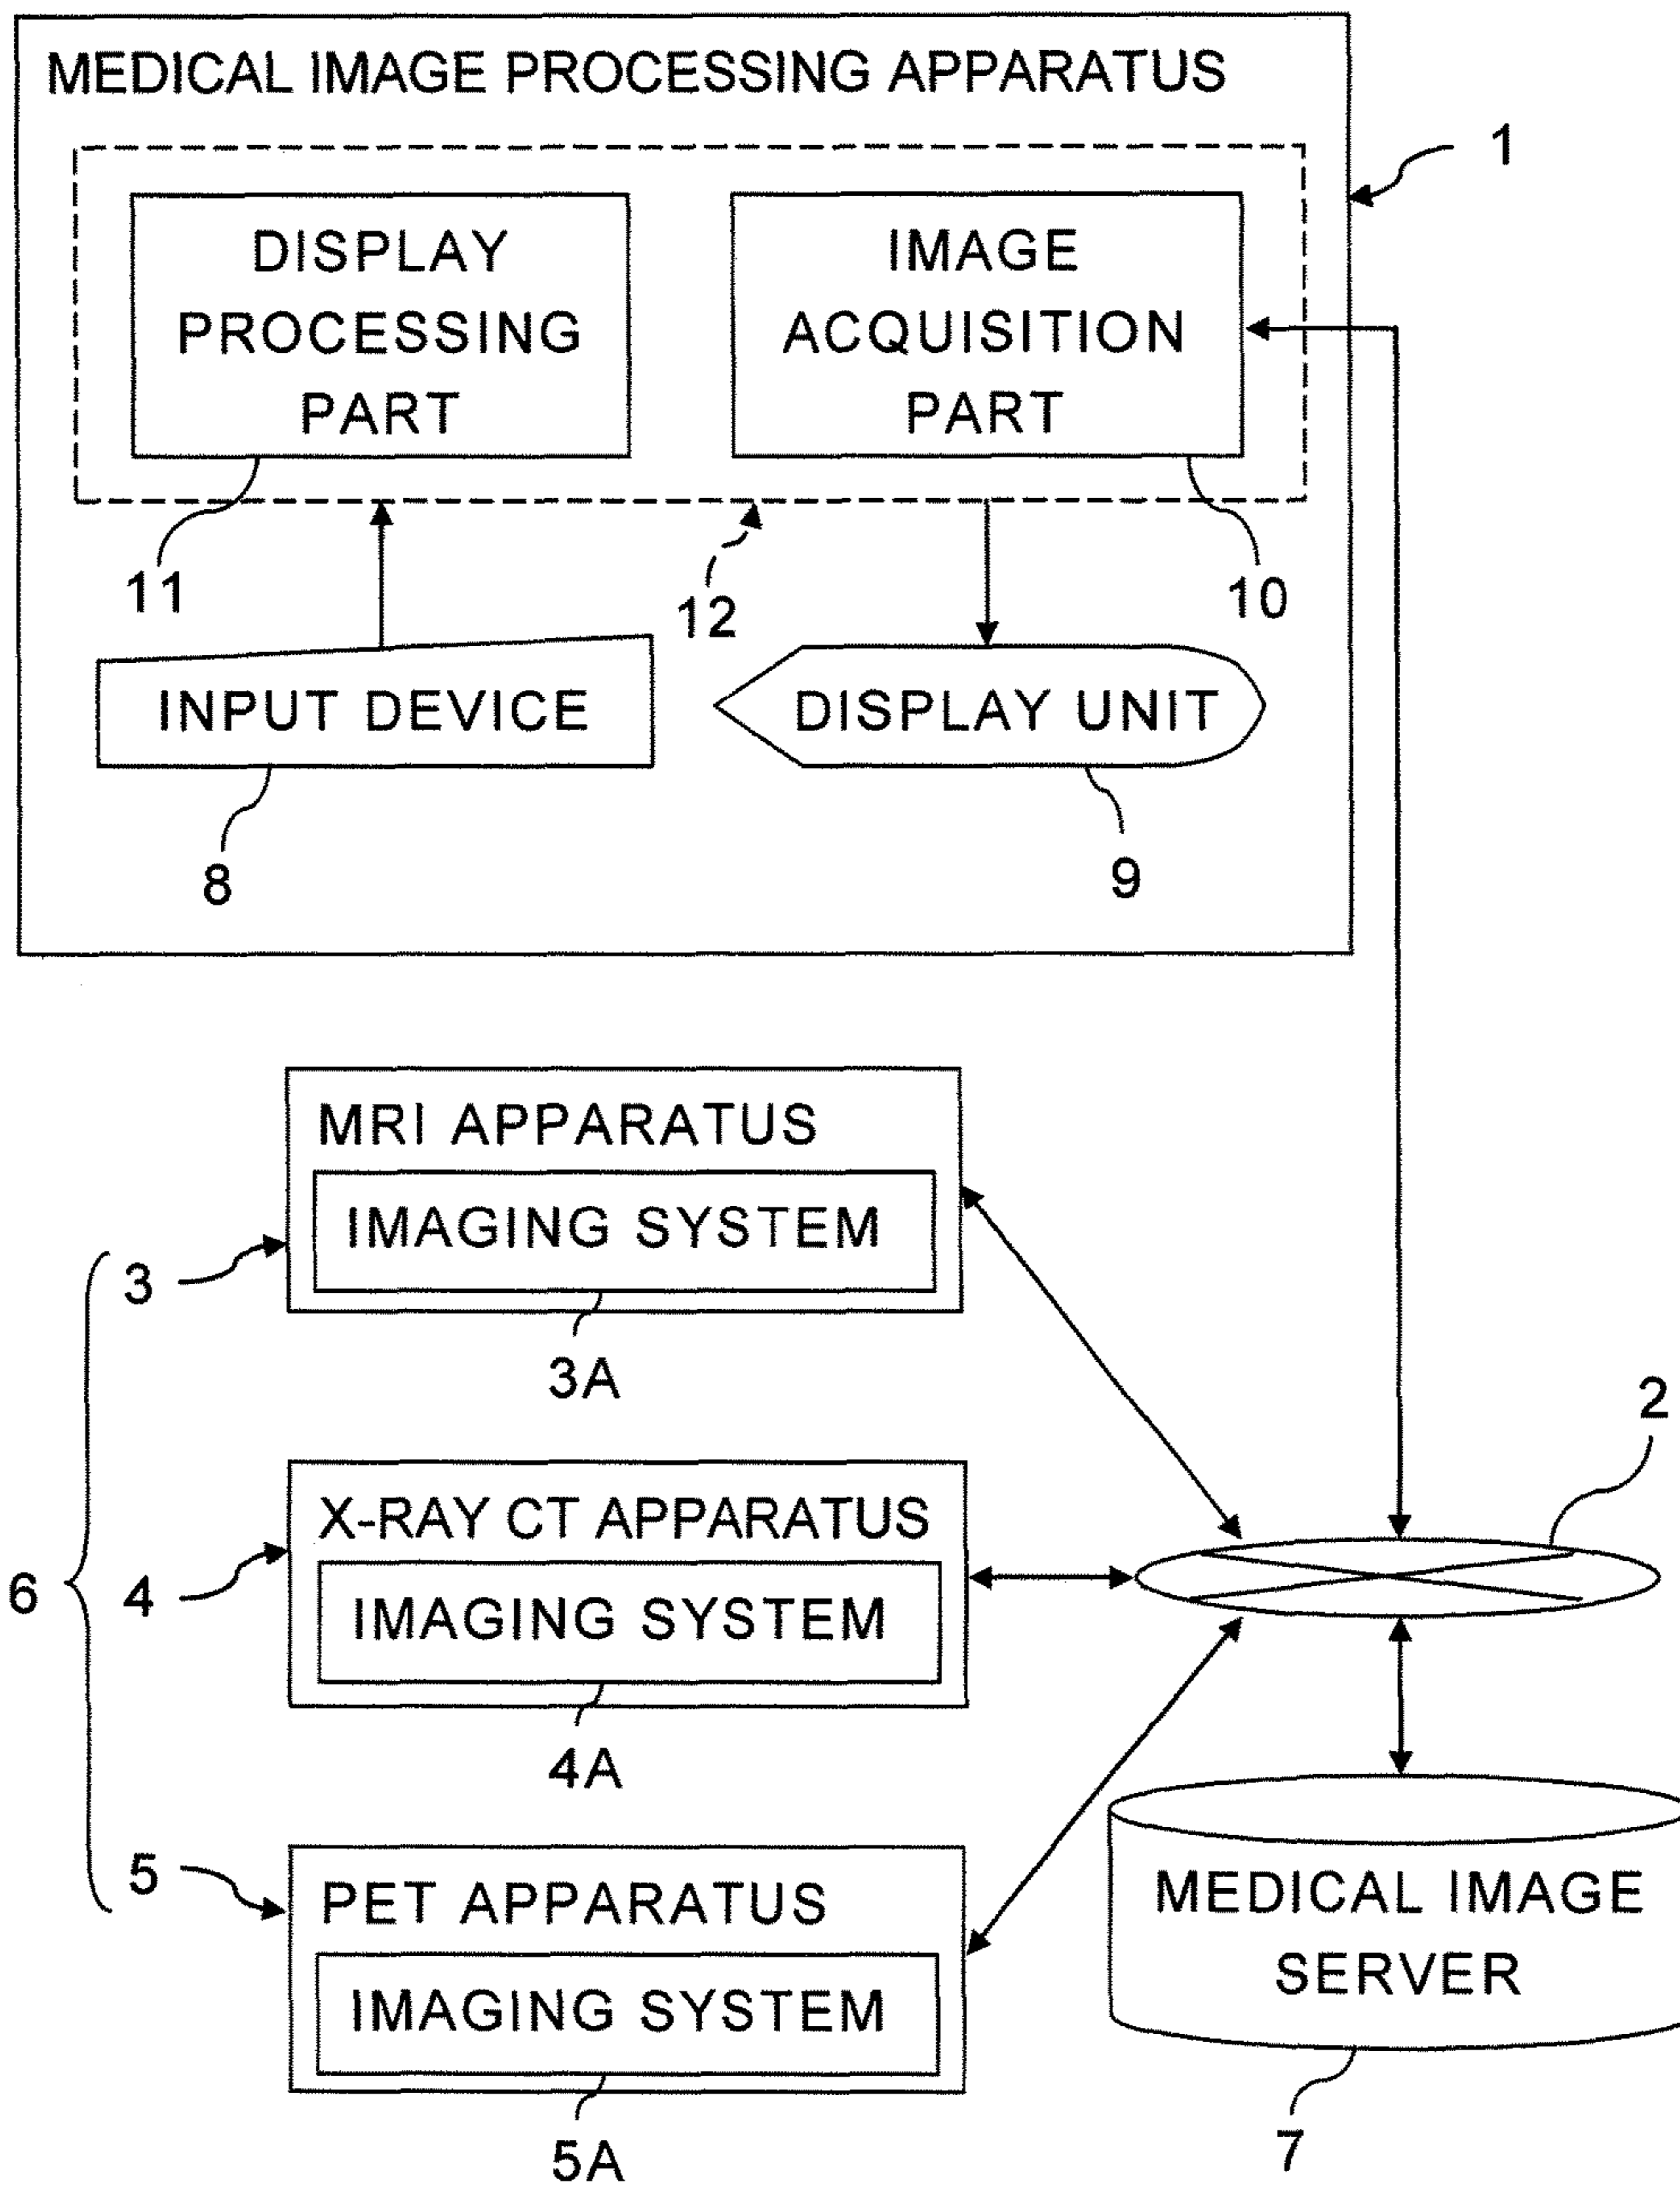 MEDICAL IMAGE PROCESSING APPARATUS
1
DISPLAY
PROCESSING
PART
IMAGE
ACQUISITION
PART
11
12
10
INPUT DEVICE
DISPLAY UNIT
8
9
MRI APPARATUS
IMAGING SYSTEM
3
3A
2
X-RAY CT APPARATUS
IMAGING SYSTEM
6
4
4A
5
PET APPARATUS
IMAGING SYSTEM
5A
MEDICAL IMAGE
SERVER
7